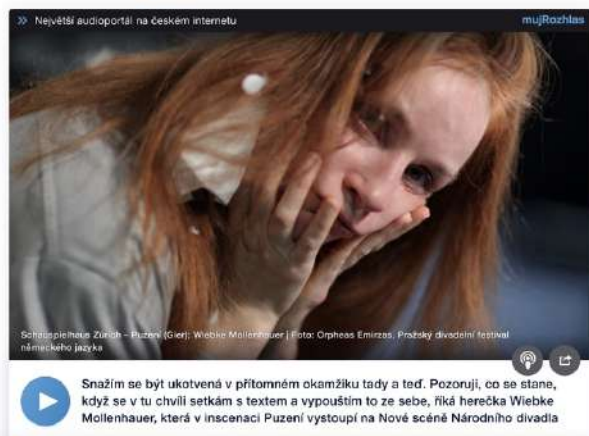 Největší audioportál na českém internetu
mujRozhlas
Schauspielhaus Zürich – Puzení (Gier): Wiebke Mollenhauer | Foto: Orpheas Emirzas, Pražský divadelní festival
německého jazyka
Snažím se být ukotvená v přítomném okamžiku tady a teď. Pozoruji, co se stane,
když se v tu chvíli setkám s textem a vypouštím to ze sebe, říká herečka Wiebke
Mollenhauer, která v inscenaci Puzení vystoupí na Nové scéně Národního divadla